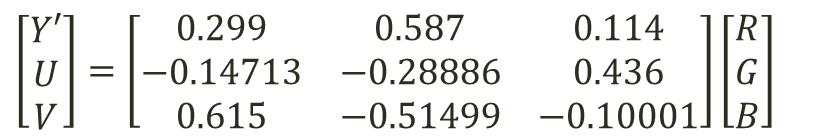 [Y′] [0.299 0.587 0.114] [R]
[U] = [−0.14713 −0.28886 0.436] [G]
[V] [0.615 −0.51499 −0.10001] [B]